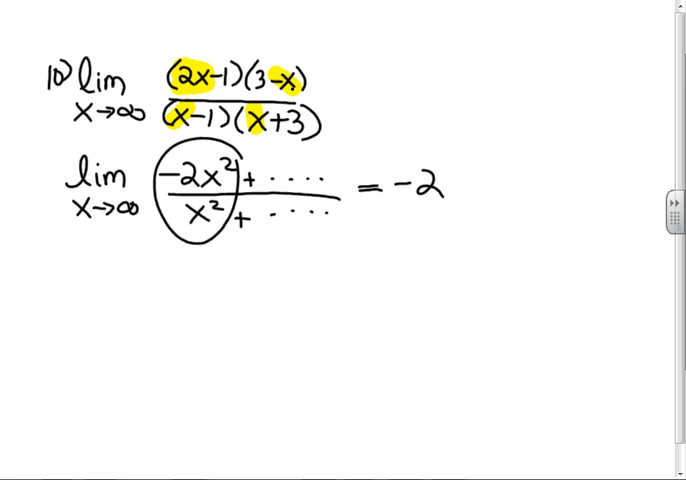 10) lim (2x-1)(3-x) / (x-1)(x+3)
x→∞
lim -2x² + ···· / x² + ···· = -2
x→∞